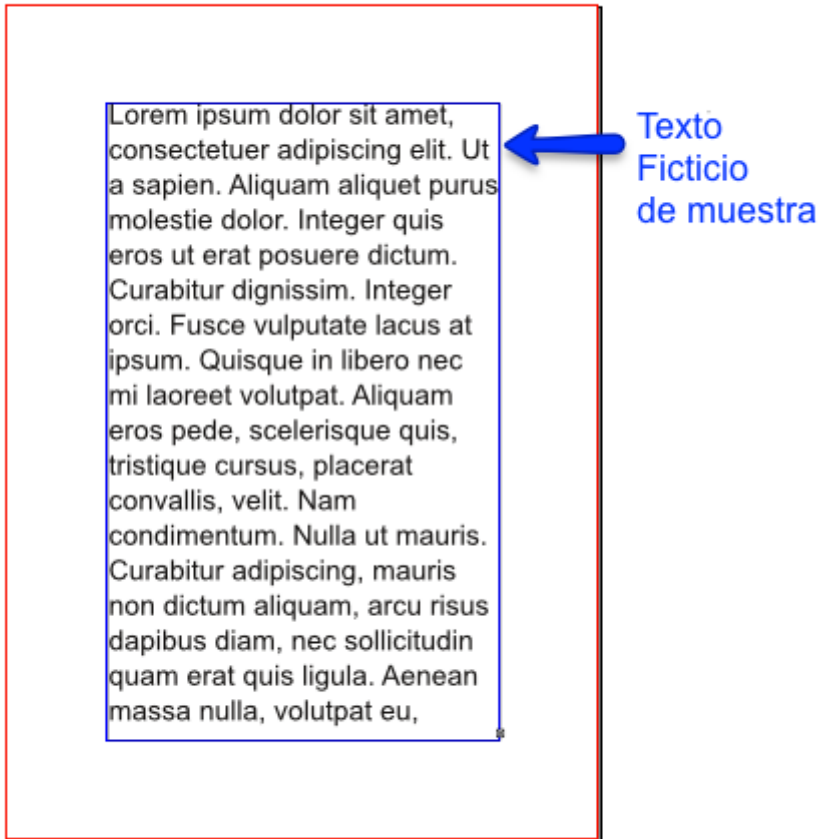 Lorem ipsum dolor sit amet,
consectetuer adipiscing elit. Ut
a sapien. Aliquam aliquet purus
molestie dolor. Integer quis
eros ut erat posuere dictum.
Curabitur dignissim. Integer
orci. Fusce vulputate lacus at
ipsum. Quisque in libero nec
mi laoreet volutpat. Aliquam
eros pede, scelerisque quis,
tristique cursus, placerat
convallis, velit. Nam
condimentum. Nulla ut mauris.
Curabitur adipiscing, mauris
non dictum aliquam, arcu risus
dapibus diam, nec sollicitudin
quam erat quis ligula. Aenean
massa nulla, volutpat eu,
Texto
Ficticio
de muestra